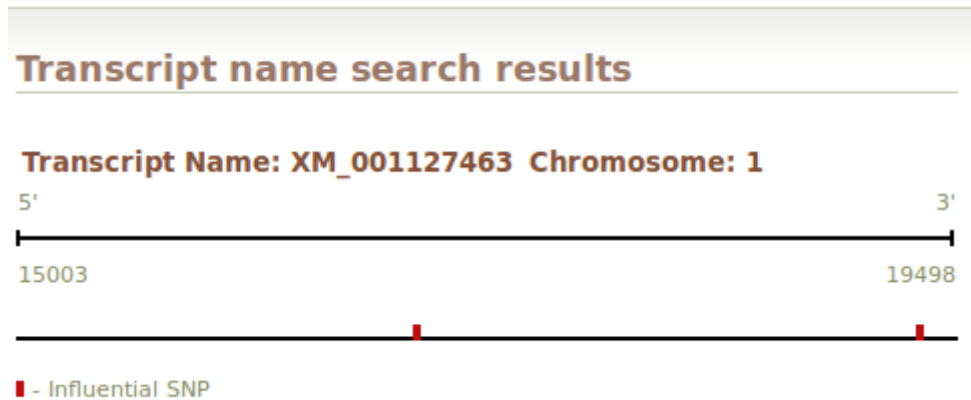 Transcript name search results
Transcript Name: XM_001127463 Chromosome: 1
5' 3'
15003 19498
- Influential SNP